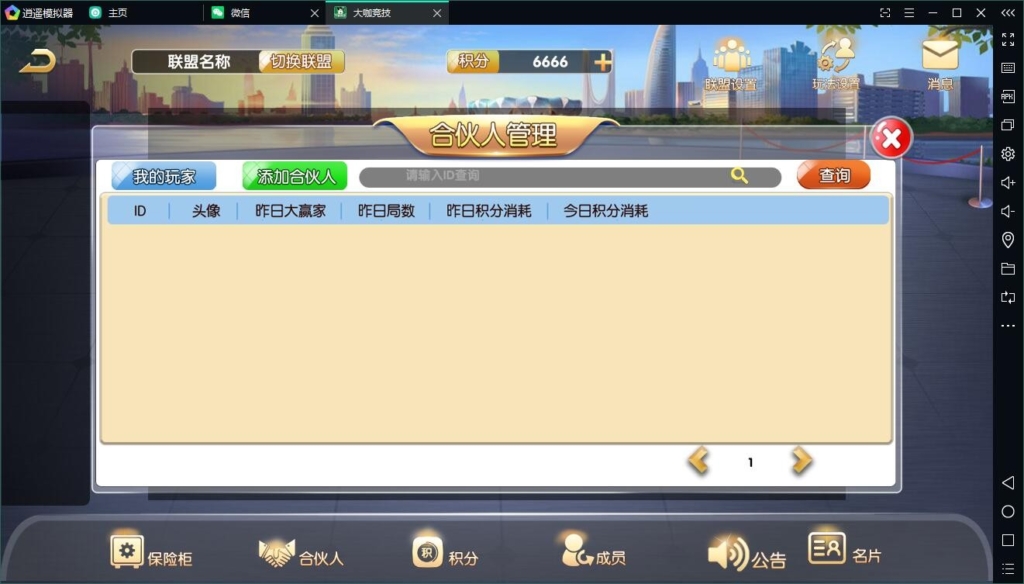 逍遥模拟器 主页 微信 大咖竞技
联盟名称 切换联盟 积分 6666
联盟设置 玩法设置 消息
合伙人管理
我的玩家 添加合伙人 请输入ID查询 查询
ID 头像 昨日大赢家 昨日局数 昨日积分消耗 今日积分消耗
1
保险柜 合伙人 积 积分 成员 公告 名片